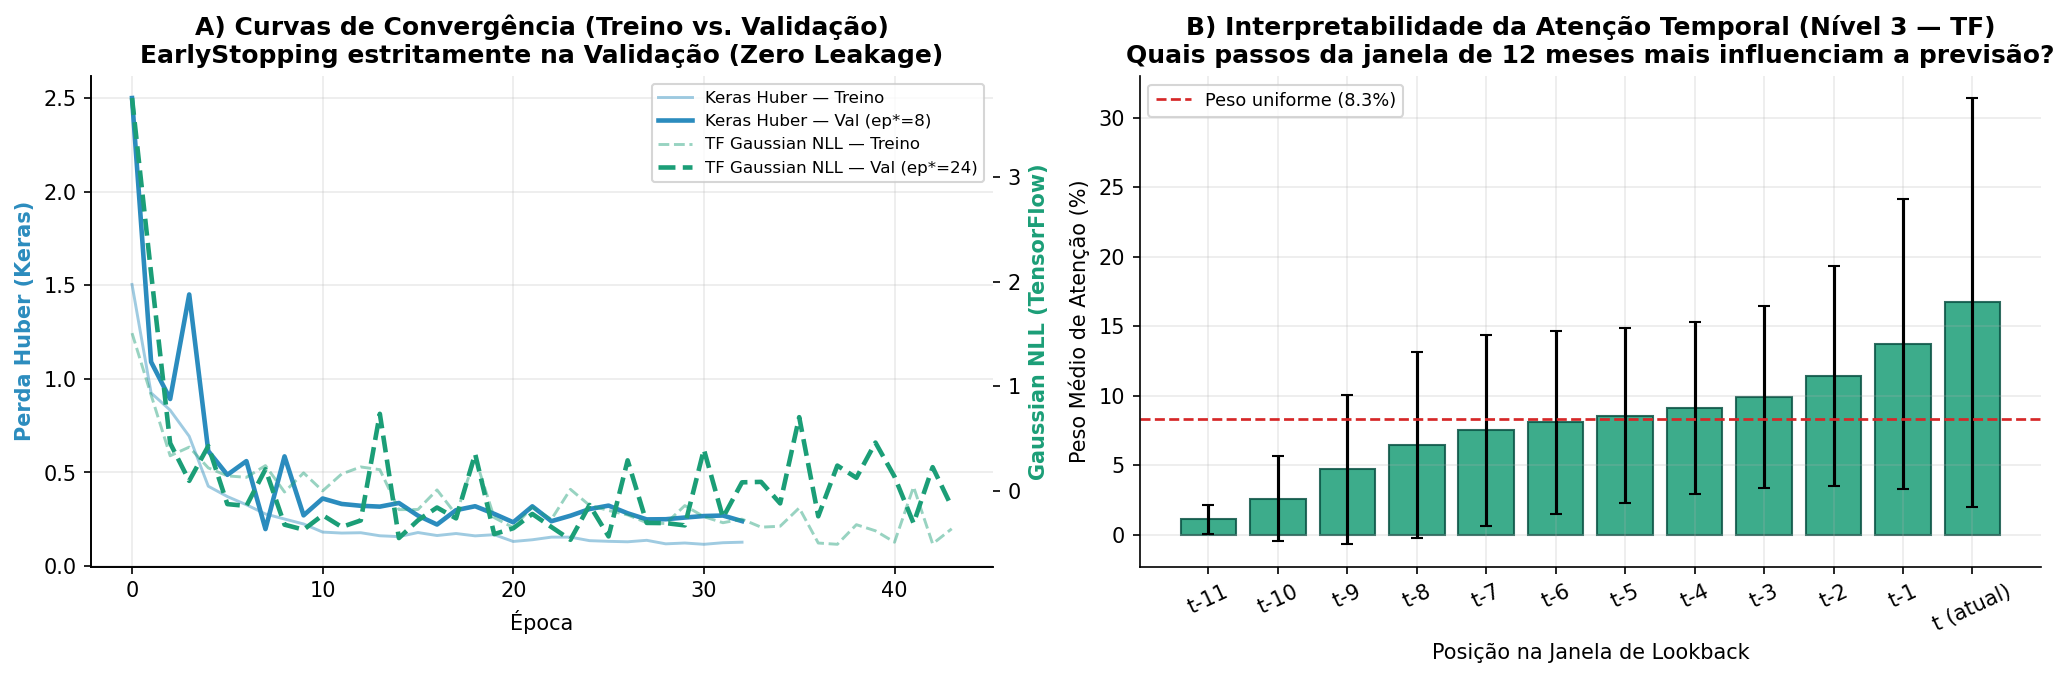 A) Curvas de Convergência (Treino vs. Validação)
EarlyStopping estritamente na Validação (Zero Leakage)
Perda Huber (Keras)
2.5
2.0
1.5
1.0
0.5
0.0
Keras Huber — Treino
Keras Huber — Val (ep*=8)
TF Gaussian NLL — Treino
TF Gaussian NLL — Val (ep*=24)
3
2
1
0
Gaussian NLL (TensorFlow)
0
10
20
30
40
Época
B) Interpretabilidade da Atenção Temporal (Nível 3 — TF)
Quais passos da janela de 12 meses mais influenciam a previsão?
Peso Médio de Atenção (%)
30
25
20
15
10
5
0
Peso uniforme (8.3%)
t-11
t-10
t-9
t-8
t-7
t-6
t-5
t-4
t-3
t-2
t-1
t (atual)
Posição na Janela de Lookback